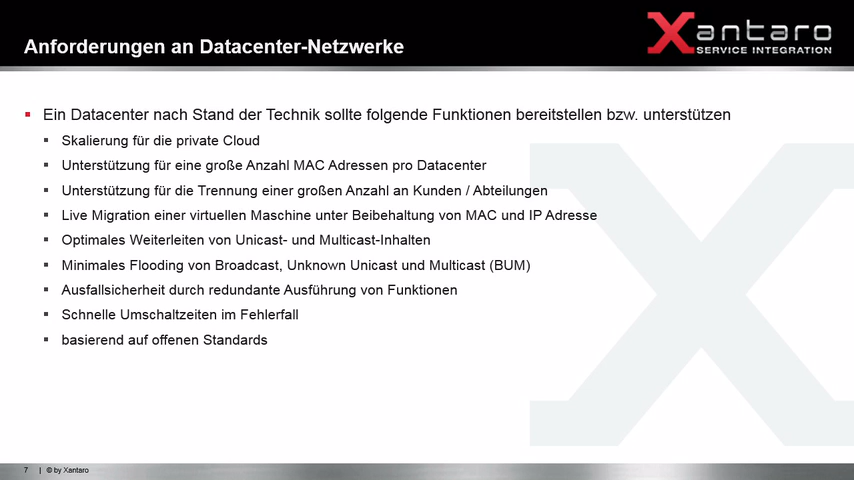 Anforderungen an Datacenter-Netzwerke
Xantaro
SERVICE INTEGRATION
Ein Datacenter nach Stand der Technik sollte folgende Funktionen bereitstellen bzw. unterstützen
Skalierung für die private Cloud
Unterstützung für eine große Anzahl MAC Adressen pro Datacenter
Unterstützung für die Trennung einer großen Anzahl an Kunden / Abteilungen
Live Migration einer virtuellen Maschine unter Beibehaltung von MAC und IP Adresse
Optimales Weiterleiten von Unicast- und Multicast-Inhalten
Minimales Flooding von Broadcast, Unknown Unicast und Multicast (BUM)
Ausfallsicherheit durch redundante Ausführung von Funktionen
Schnelle Umschaltzeiten im Fehlerfall
basierend auf offenen Standards
7 | © by Xantaro